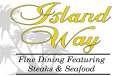 Island
Way
Fine Dining Featuring
Steaks & Seafood